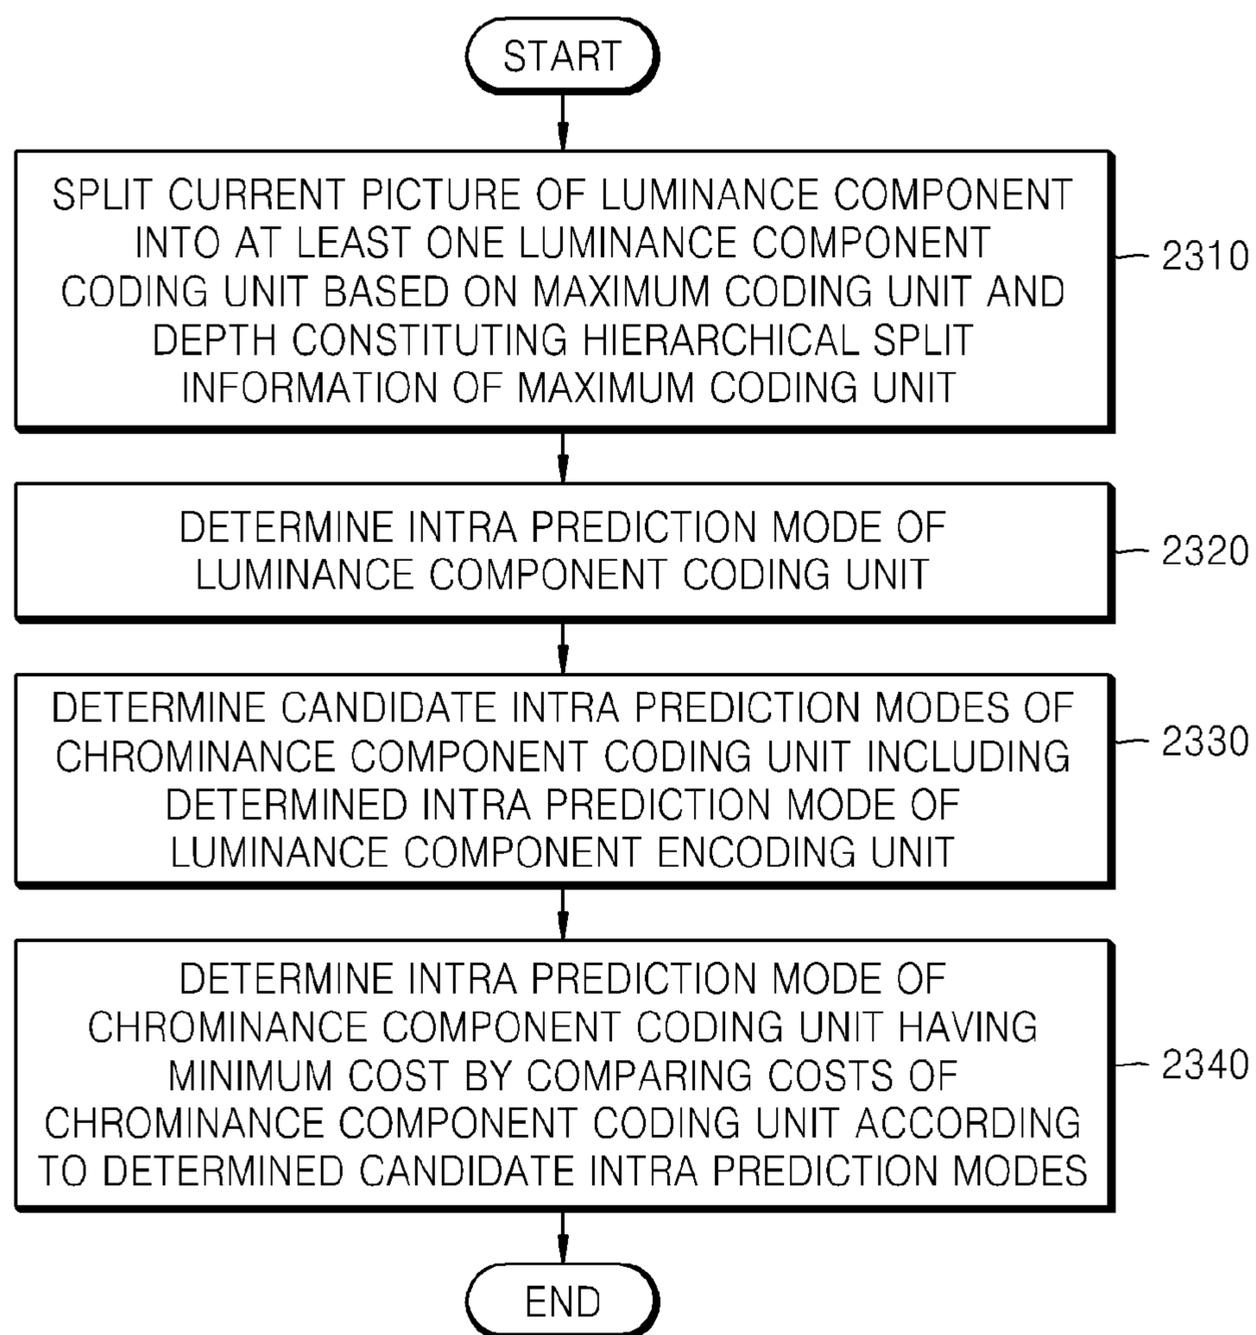 START
SPLIT CURRENT PICTURE OF LUMINANCE COMPONENT
INTO AT LEAST ONE LUMINANCE COMPONENT
CODING UNIT BASED ON MAXIMUM CODING UNIT AND
DEPTH CONSTITUTING HIERARCHICAL SPLIT
INFORMATION OF MAXIMUM CODING UNIT
2310
DETERMINE INTRA PREDICTION MODE OF
LUMINANCE COMPONENT CODING UNIT
2320
DETERMINE CANDIDATE INTRA PREDICTION MODES OF
CHROMINANCE COMPONENT CODING UNIT INCLUDING
DETERMINED INTRA PREDICTION MODE OF
LUMINANCE COMPONENT ENCODING UNIT
2330
DETERMINE INTRA PREDICTION MODE OF
CHROMINANCE COMPONENT CODING UNIT HAVING
MINIMUM COST BY COMPARING COSTS OF
CHROMINANCE COMPONENT CODING UNIT ACCORDING
TO DETERMINED CANDIDATE INTRA PREDICTION MODES
2340
END